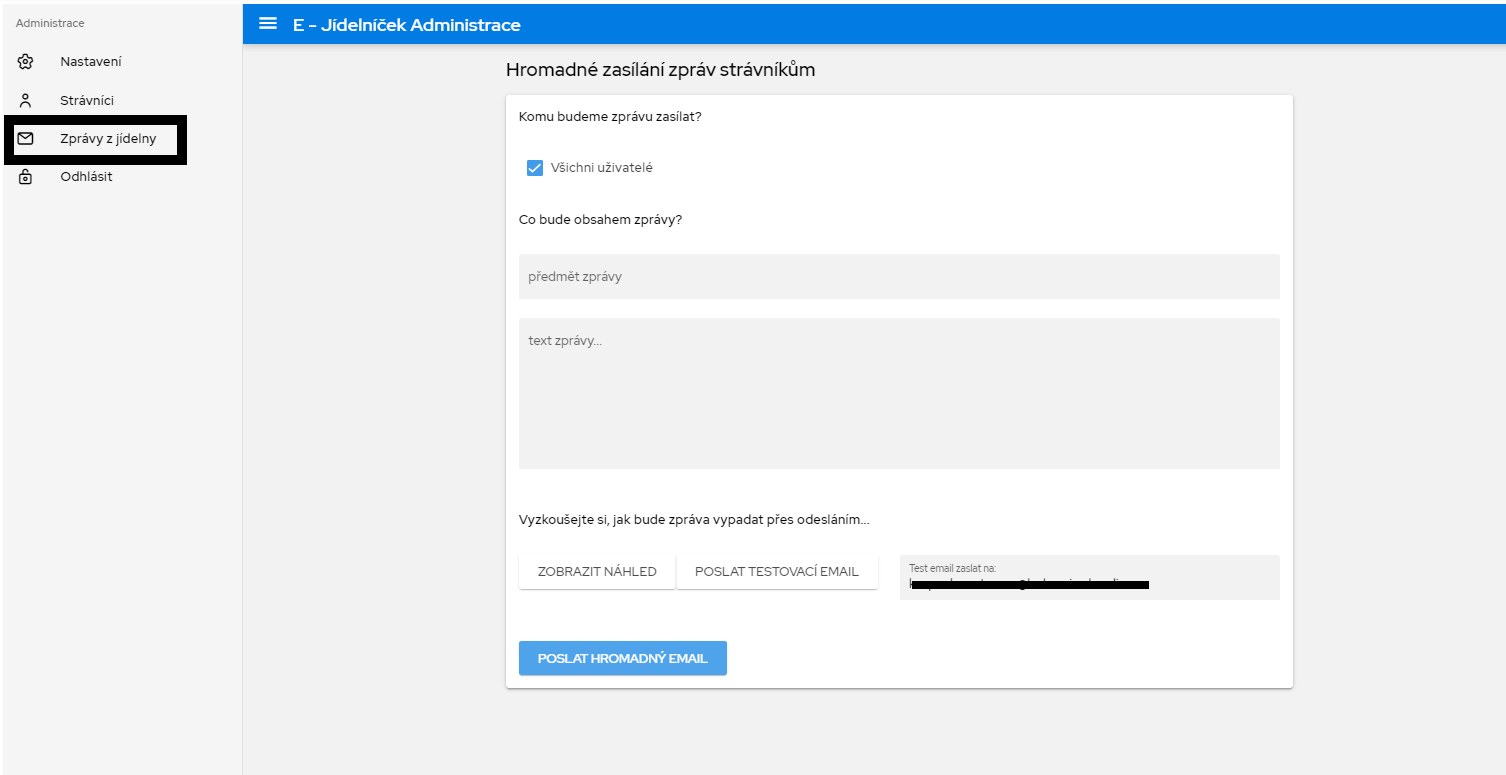 Administrace
Nastavení
Strávníci
Zprávy z jídelny
Odhlásit
E - Jídelníček Administrace
Hromadné zasílání zpráv strávníkům
Komu budeme zprávu zasílat?
Všichni uživatelé
Co bude obsahem zprávy?
předmět zprávy
text zprávy...
Vyzkoušejte si, jak bude zpráva vypadat přes odesláním...
ZOBRAZIT NÁHLED
POSLAT TESTOVACÍ EMAIL
Test email zaslat na:
POSLAT HROMADNÝ EMAIL